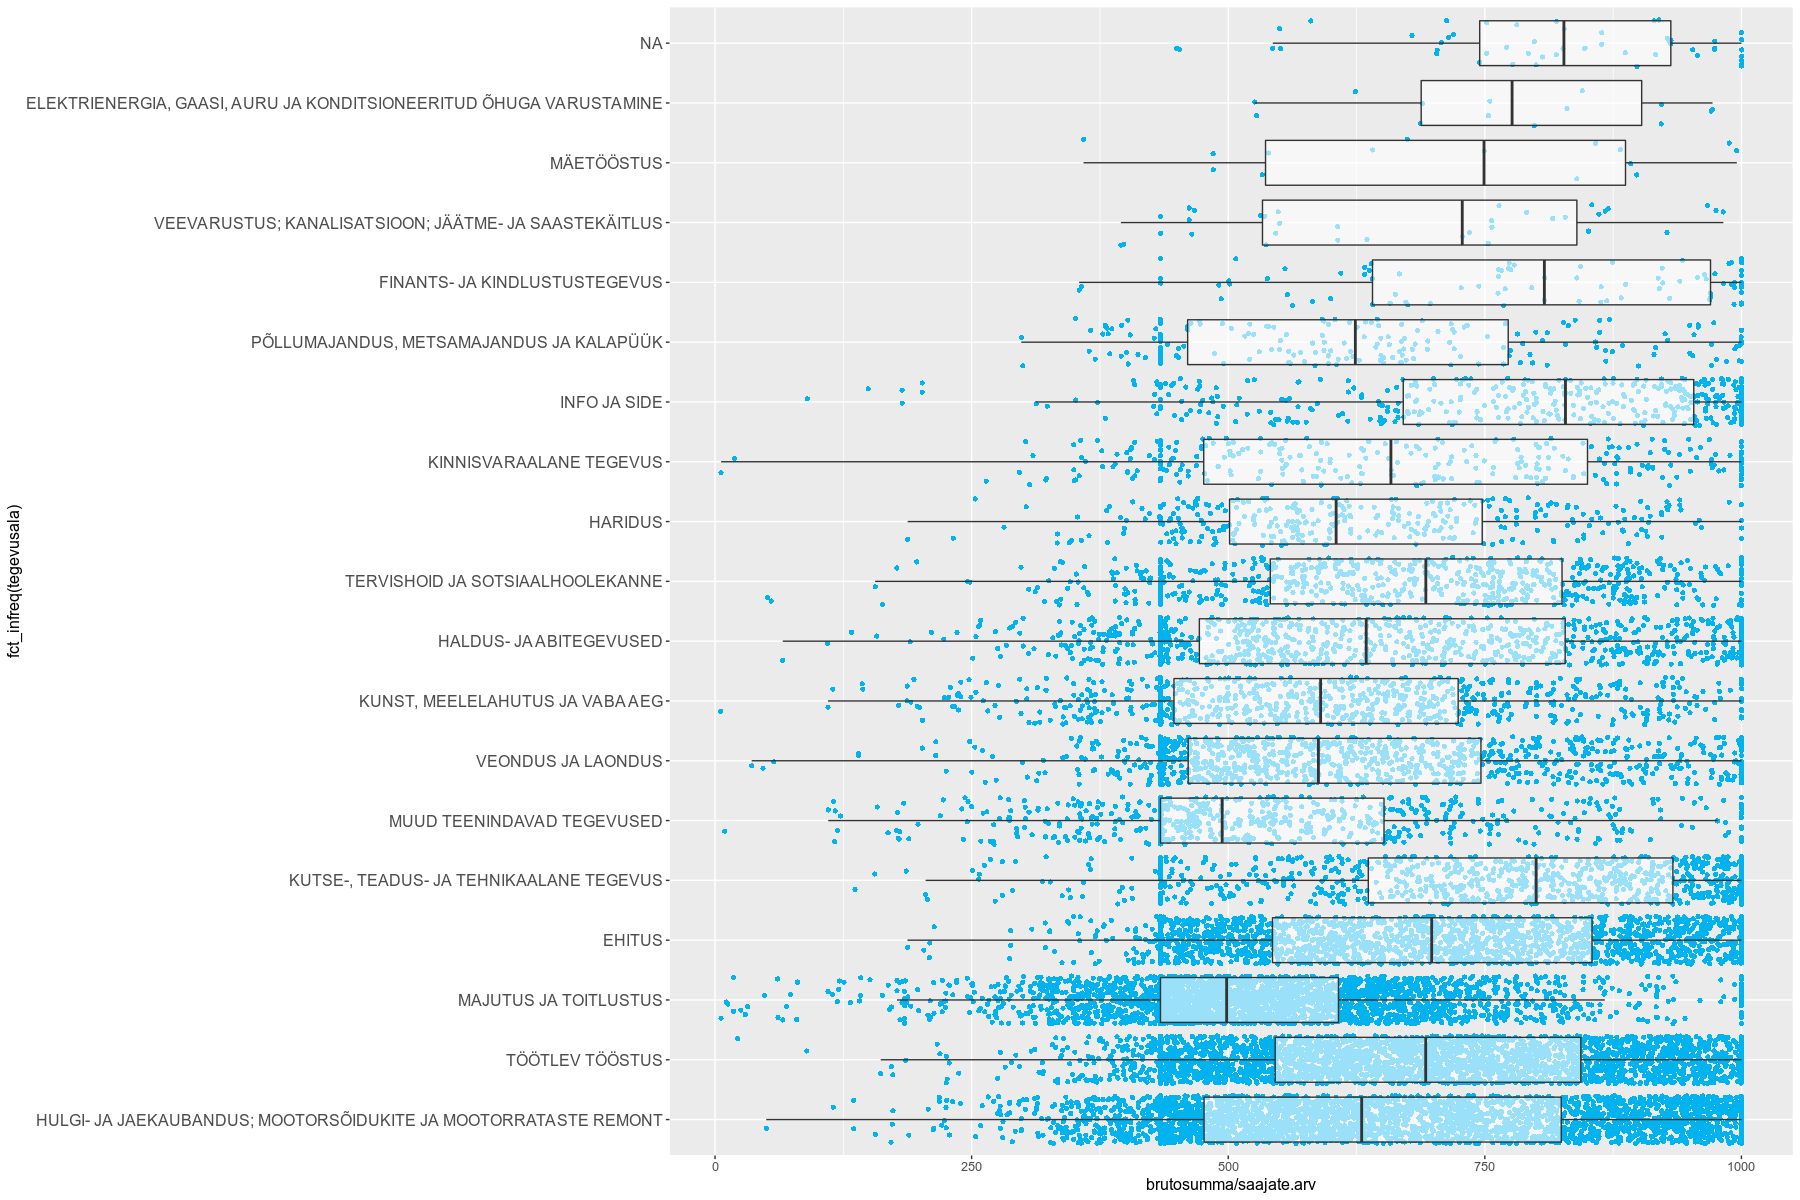 NA
ELEKTRIENERGIA, GAASI, AURU JA KONDITSIONEERITUD ÕHUGA VARUSTAMINE
MÄETÖÖSTUS
VEEVARUSTUS; KANALISATSIOON; JÄÄTME- JA SAASTEKÄITLUS
FINANTS- JA KINDLUSTUSTEGEVUS
PÕLLUMAJANDUS, METSAMAJANDUS JA KALAPÜÜK
INFO JA SIDE
KINNISVARAALANE TEGEVUS
HARIDUS
TERVISHOID JA SOTSIAALHOOLEKANNE
HALDUS- JA ABITEGEVUSED
KUNST, MEELELAHUTUS JA VABA AEG
VEONDUS JA LAONDUS
MUUD TEENINDAVAD TEGEVUSED
KUTSE-, TEADUS- JA TEHNIKAALANE TEGEVUS
EHITUS
MAJUTUS JA TOITLUSTUS
TÖÖTLEV TÖÖSTUS
HULGI- JA JAEKAUBANDUS; MOOTORSÕIDUKITE JA MOOTORRATASTE REMONT
fct_infreq(tegevusala)
0 250 500 750 1000
brutosumma/saajate.arv